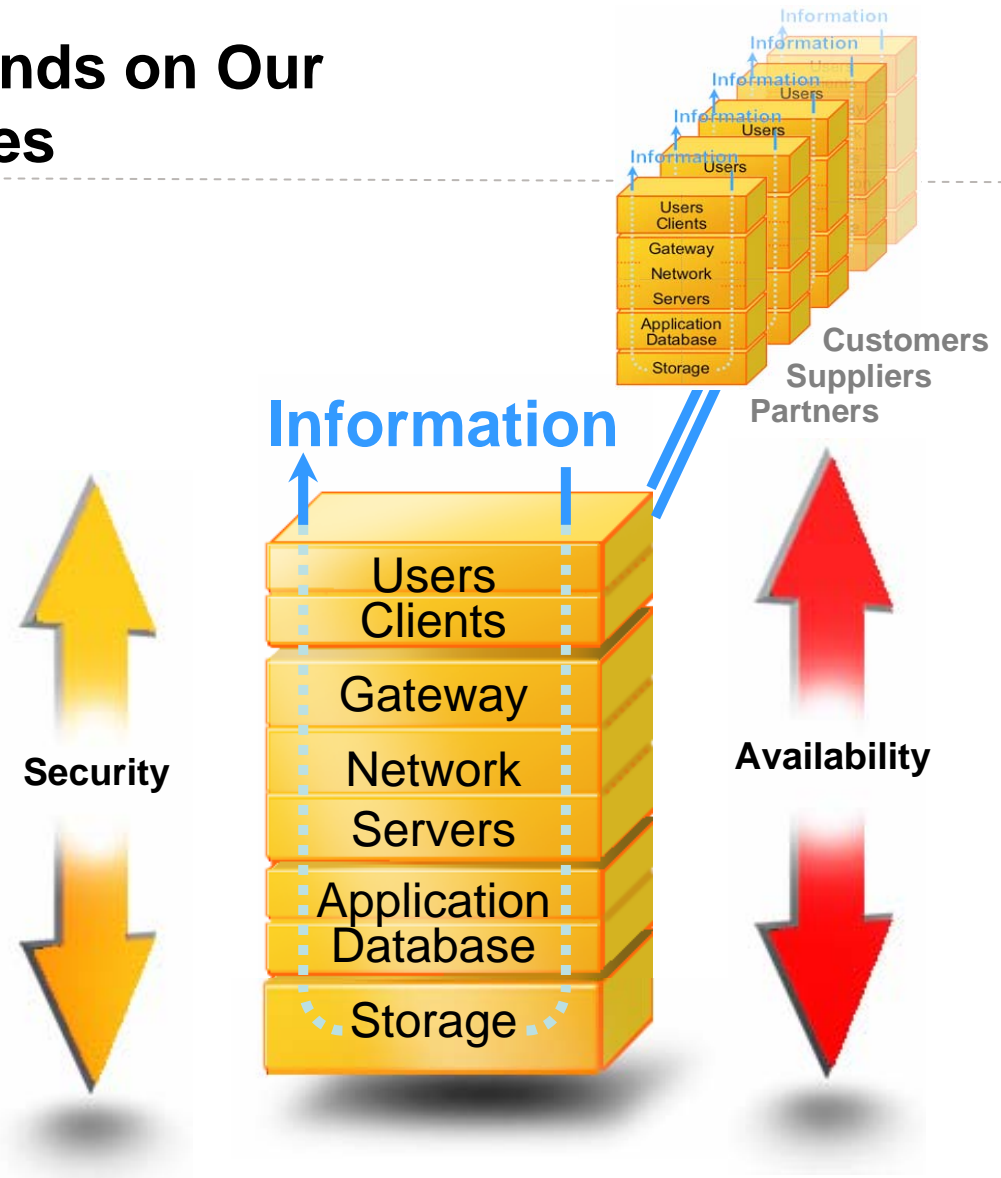 nds on Our
es
Information
Information
Users
Information
Users
Information
Users
Information
Users
Users
Clients
Gateway
Network
Servers
Application
Database
Storage
Customers
Suppliers
Partners
Information
Users
Clients
Gateway
Network
Servers
Application
Database
Storage
Security
Availability